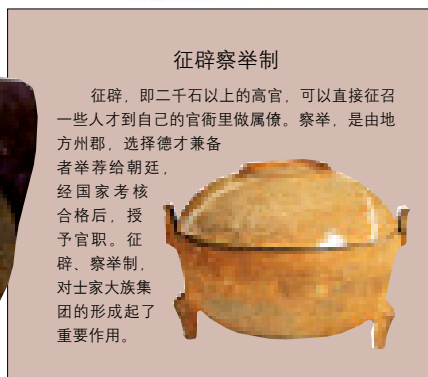 征辟察举制
征辟，即二千石以上的高官，可以直接征召
一些人才到自己的官衙里做属僚。察举，是由地
方州郡，选择德才兼备
者举荐给朝廷，
经国家考核
合格后，授
予官职。征
辟、察举制，
对士家大族集
团的形成起了
重要作用。